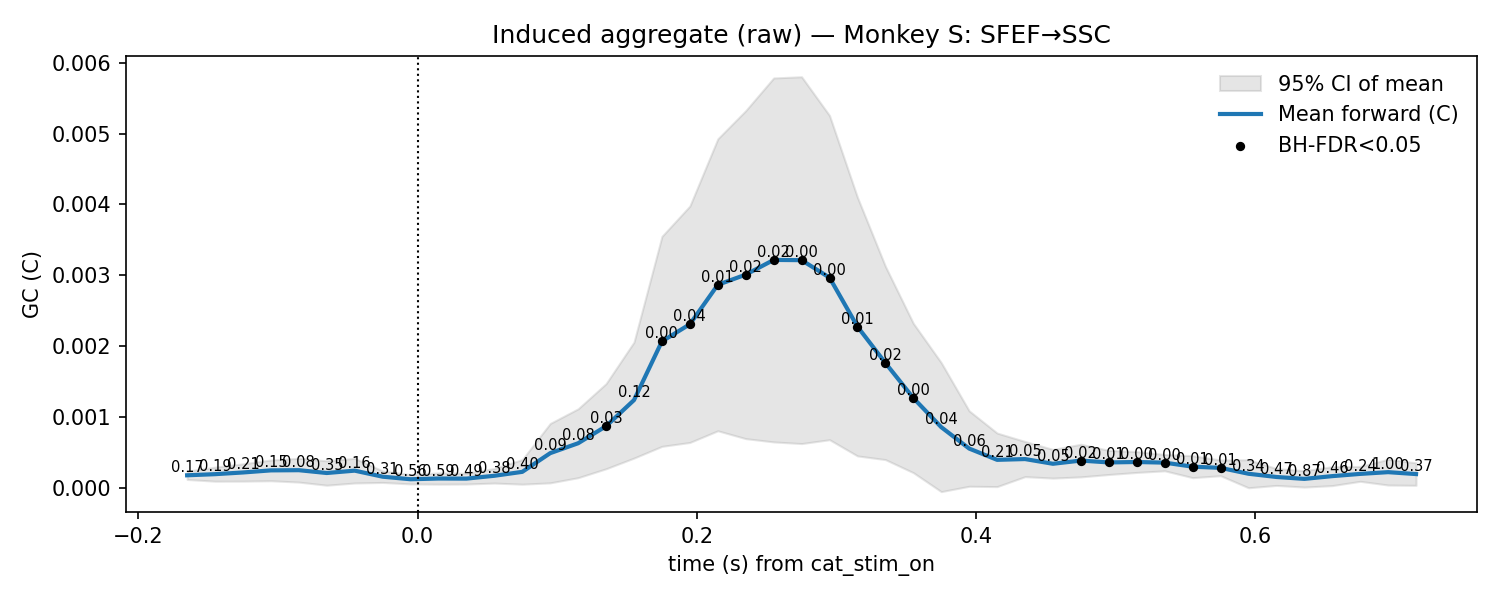 Induced aggregate (raw) — Monkey S: SFEF→SSC
95% CI of mean
Mean forward (C)
BH-FDR<0.05
GC (C)
0.006
0.005
0.004
0.003
0.002
0.001
0.000
0.17 0.19 0.21 0.15 0.08 0.35 0.16 0.31 0.56 0.59 0.49 0.38 0.40 0.09 0.08 0.03 0.12 0.00 0.04 0.01 0.02 0.02 0.00 0.00 0.01 0.02 0.00 0.04 0.06 0.21 0.05 0.05 0.02 0.01 0.00 0.00 0.01 0.01 0.34 0.47 0.87 0.46 0.24 1.00 0.37
−0.2 0.0 0.2 0.4 0.6
time (s) from cat_stim_on